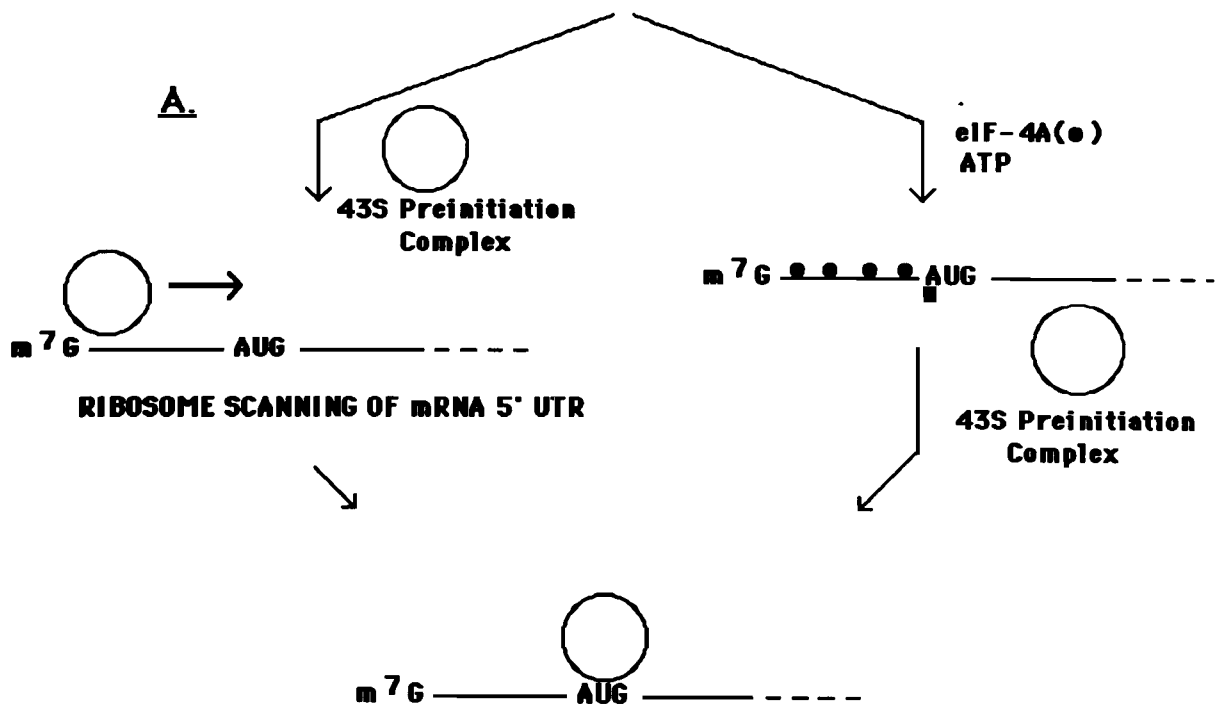 A.
eIF-4A(●)
ATP
43S Preinitiation
Complex
m⁷G AUG
m⁷G AUG
RIBOSOME SCANNING OF mRNA 5' UTR
43S Preinitiation
Complex
m⁷G AUG